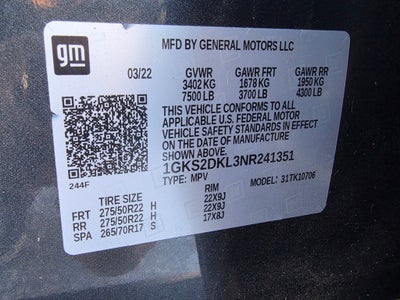 gm
MFD BY GENERAL MOTORS LLC
03/22 GVWR GAWR FRT GAWR RR
3402 KG 1678 KG 1950 KG
7500 LB 3700 LB 4300 LB
THIS VEHICLE CONFORMS TO ALL
APPLICABLE U.S. FEDERAL MOTOR
VEHICLE SAFETY STANDARDS IN EFFECT
ON THE DATE OF MANUFACTURE
SHOWN ABOVE.
1GKS2DKL3NR241351
244F TYPE: MPV MODEL: 31TK10706
TIRE SIZE RIM
FRT 275/50R22 H 22X9J
RR 275/50R22 H 22X9J
SPA 265/70R17 S 17X8J